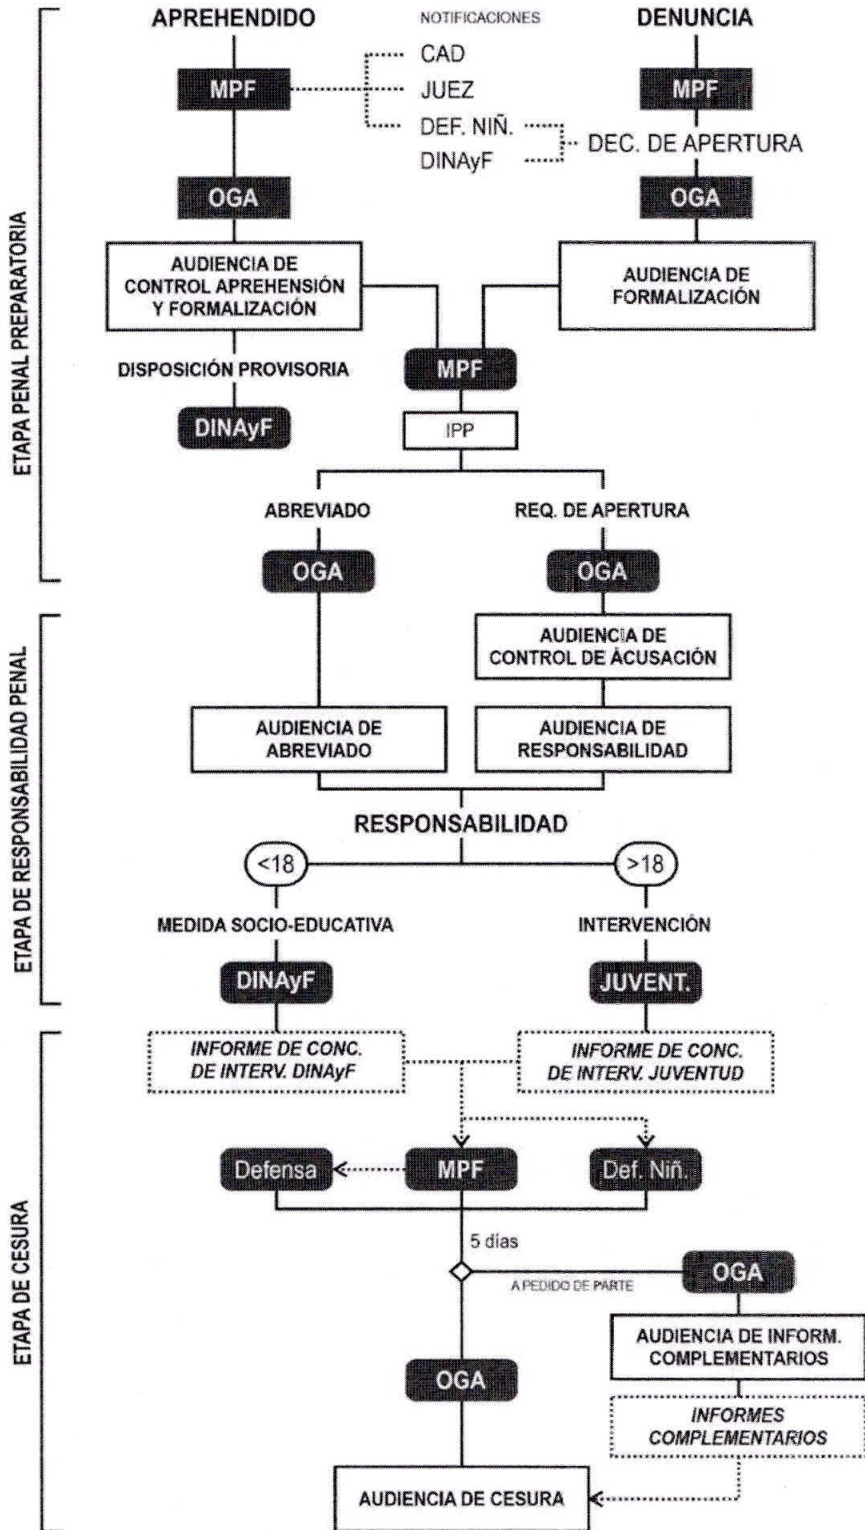 APREHENDIDO
NOTIFICACIONES
DENUNCIA
MPF
CAD
JUEZ
DEF. NIÑ.
DINAyF
MPF
DEC. DE APERTURA
OGA
OGA
AUDIENCIA DE
CONTROL APREHENSIÓN
Y FORMALIZACIÓN
AUDIENCIA DE
FORMALIZACIÓN
ETAPA PENAL PREPARATORIA
DISPOSICIÓN PROVISORIA
MPF
DINAyF
IPP
ABREVIADO
REQ. DE APERTURA
OGA
OGA
AUDIENCIA DE
CONTROL DE ACUSACIÓN
ETAPA DE RESPONSABILIDAD PENAL
AUDIENCIA DE
ABREVIADO
AUDIENCIA DE
RESPONSABILIDAD
RESPONSABILIDAD
<18
>18
MEDIDA SOCIO-EDUCATIVA
INTERVENCIÓN
DINAyF
JUVENT.
INFORME DE CONC.
DE INTERV. DINAyF
INFORME DE CONC.
DE INTERV. JUVENTUD
ETAPA DE CESURA
Defensa
MPF
Def. Niñ.
5 días
A PEDIDO DE PARTE
OGA
AUDIENCIA DE INFORM.
COMPLEMENTARIOS
OGA
INFORMES
COMPLEMENTARIOS
AUDIENCIA DE CESURA